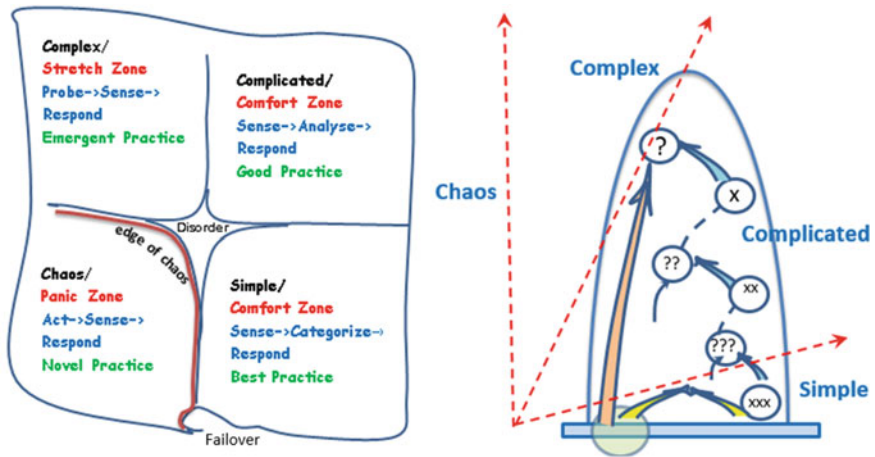 Complex/
Stretch Zone
Probe->Sense->
Respond
Emergent Practice
Complicated/
Comfort Zone
Sense->Analyse->
Respond
Good Practice
Disorder
edge of chaos
Chaos/
Panic Zone
Act->Sense->
Respond
Novel Practice
Simple/
Comfort Zone
Sense->Categorize->
Respond
Best Practice
Failover
Complex
?
Chaos
X
Complicated
??
xx
???
Simple
xxx